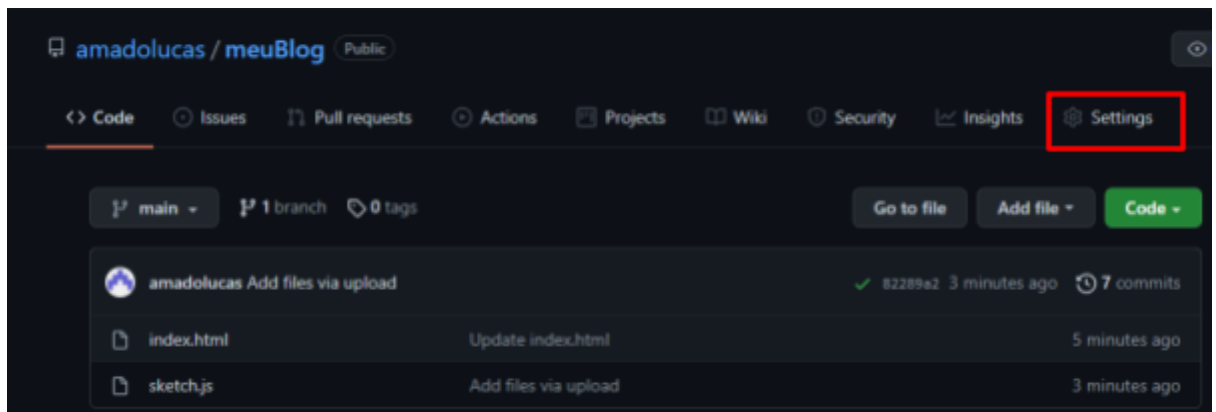 amadolucas / meuBlog Public
<> Code Issues Pull requests Actions Projects Wiki Security Insights Settings
main 1 branch 0 tags Go to file Add file Code
amadolucas Add files via upload 82289a2 3 minutes ago 7 commits
index.html Update index.html 5 minutes ago
sketch.js Add files via upload 3 minutes ago